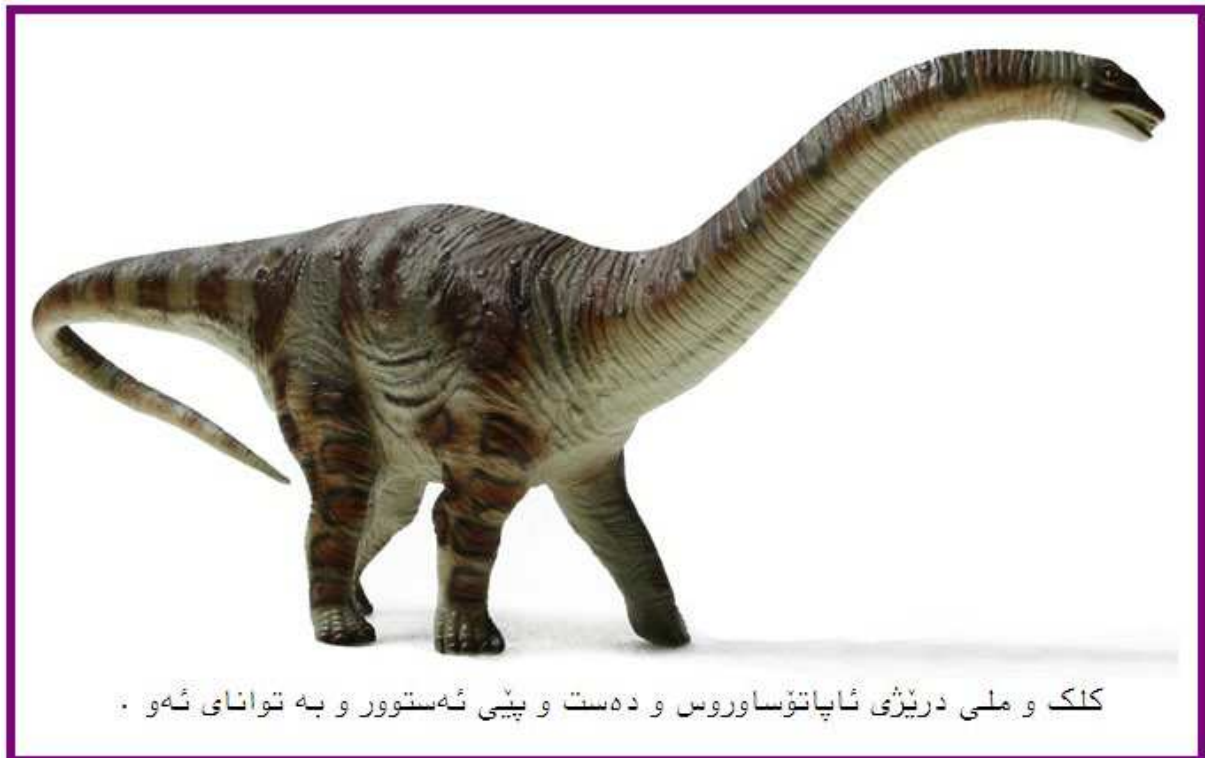 کلک و ملی درێژی ئاپاتۆساوروس و دەست و پێی ئەستوور و بە توانای ئەو .